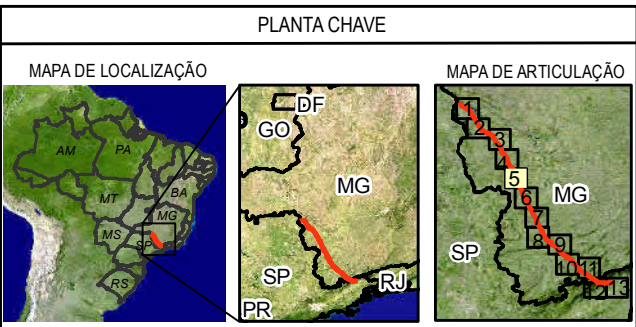 PLANTA CHAVE
MAPA DE LOCALIZAÇÃO
AM
PA
MT
BA
MG
MS
SP
RS
DF
GO
MG
SP
RJ
PR
MAPA DE ARTICULAÇÃO
1
2
3
4
5
6
7
8
9
10
11
12
13
MG
SP